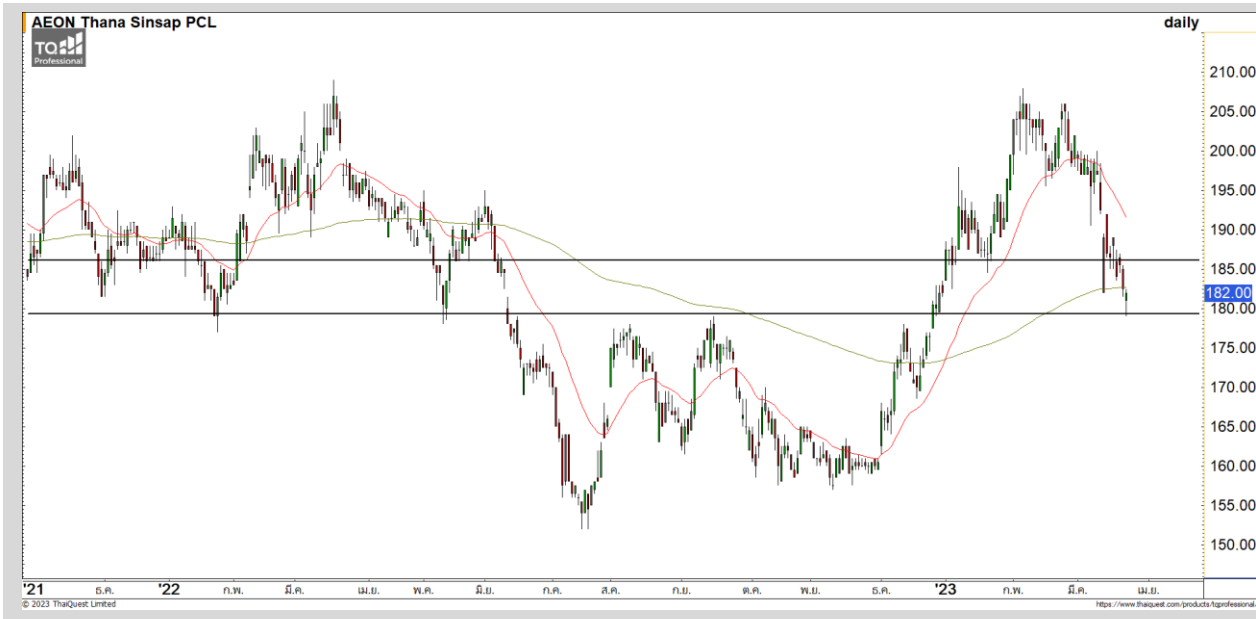 AEON Thana Sinsap PCL
daily
TQ
Professional
210.00
205.00
200.00
195.00
190.00
185.00
182.00
180.00
175.00
170.00
165.00
160.00
155.00
150.00
'21 ธ.ค. '22 ก.พ. มี.ค. เม.ย. พ.ค. มิ.ย. ก.ค. ส.ค. ก.ย. ต.ค. พ.ย. ธ.ค. '23 ก.พ. มี.ค. เม.ย.
© 2023 ThaiQuest Limited
https://www.thaiquest.com/products/tqprofessional